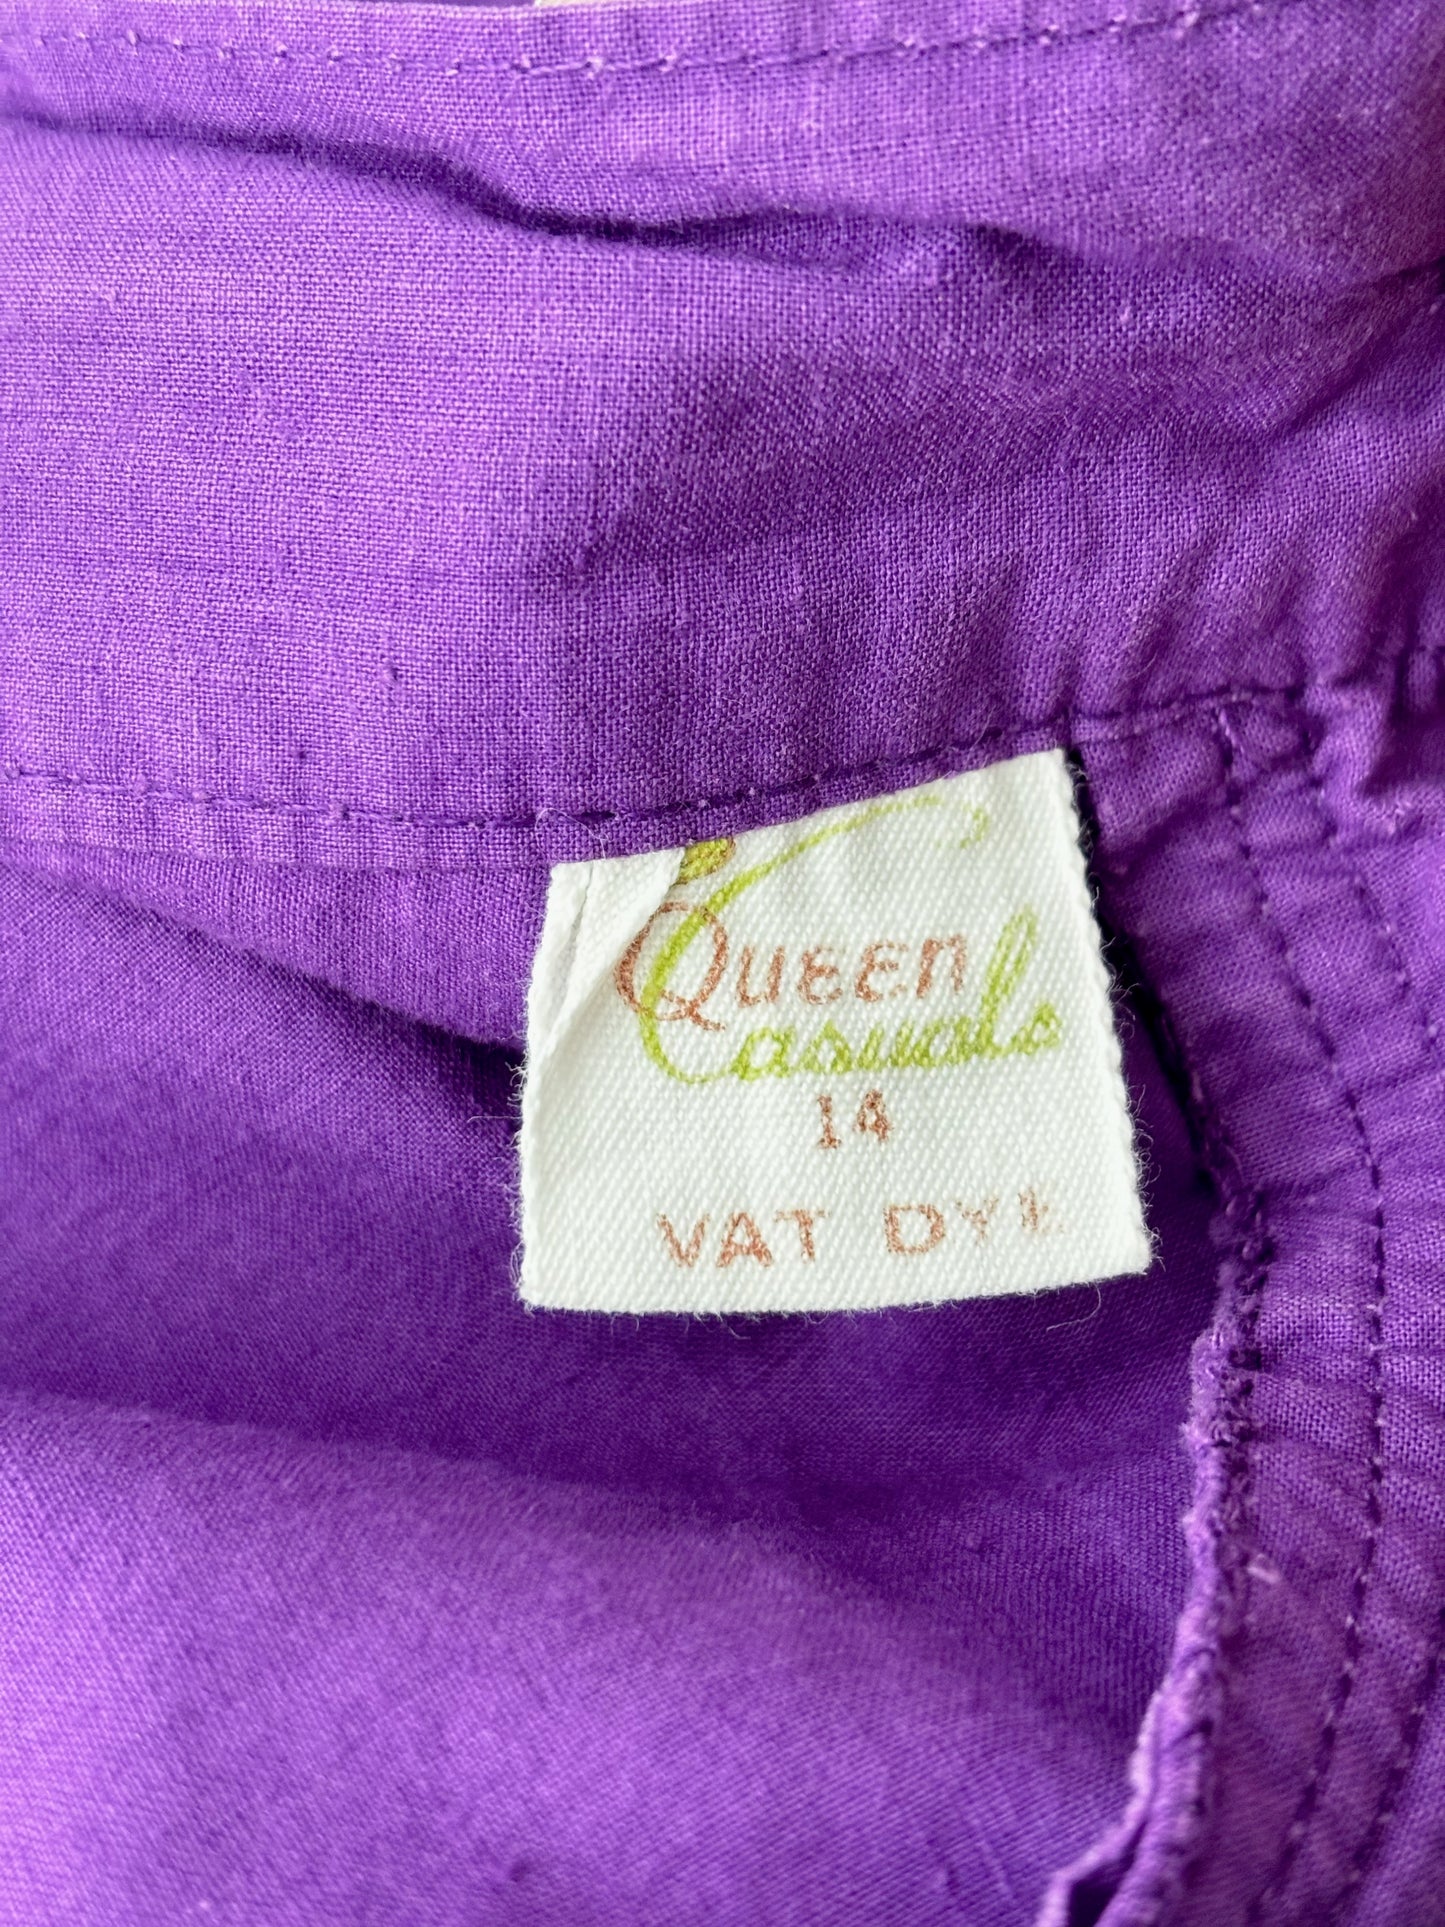 Queen
Casuals
14
VAT DYE